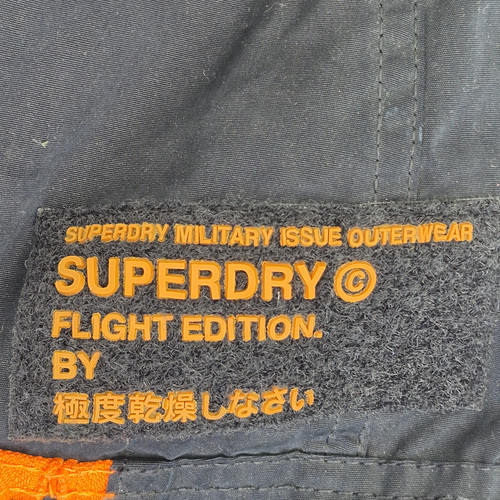 SUPERDRY MILITARY ISSUE OUTERWEAR
SUPERDRY ©
FLIGHT EDITION.
BY
極度乾燥しなさい